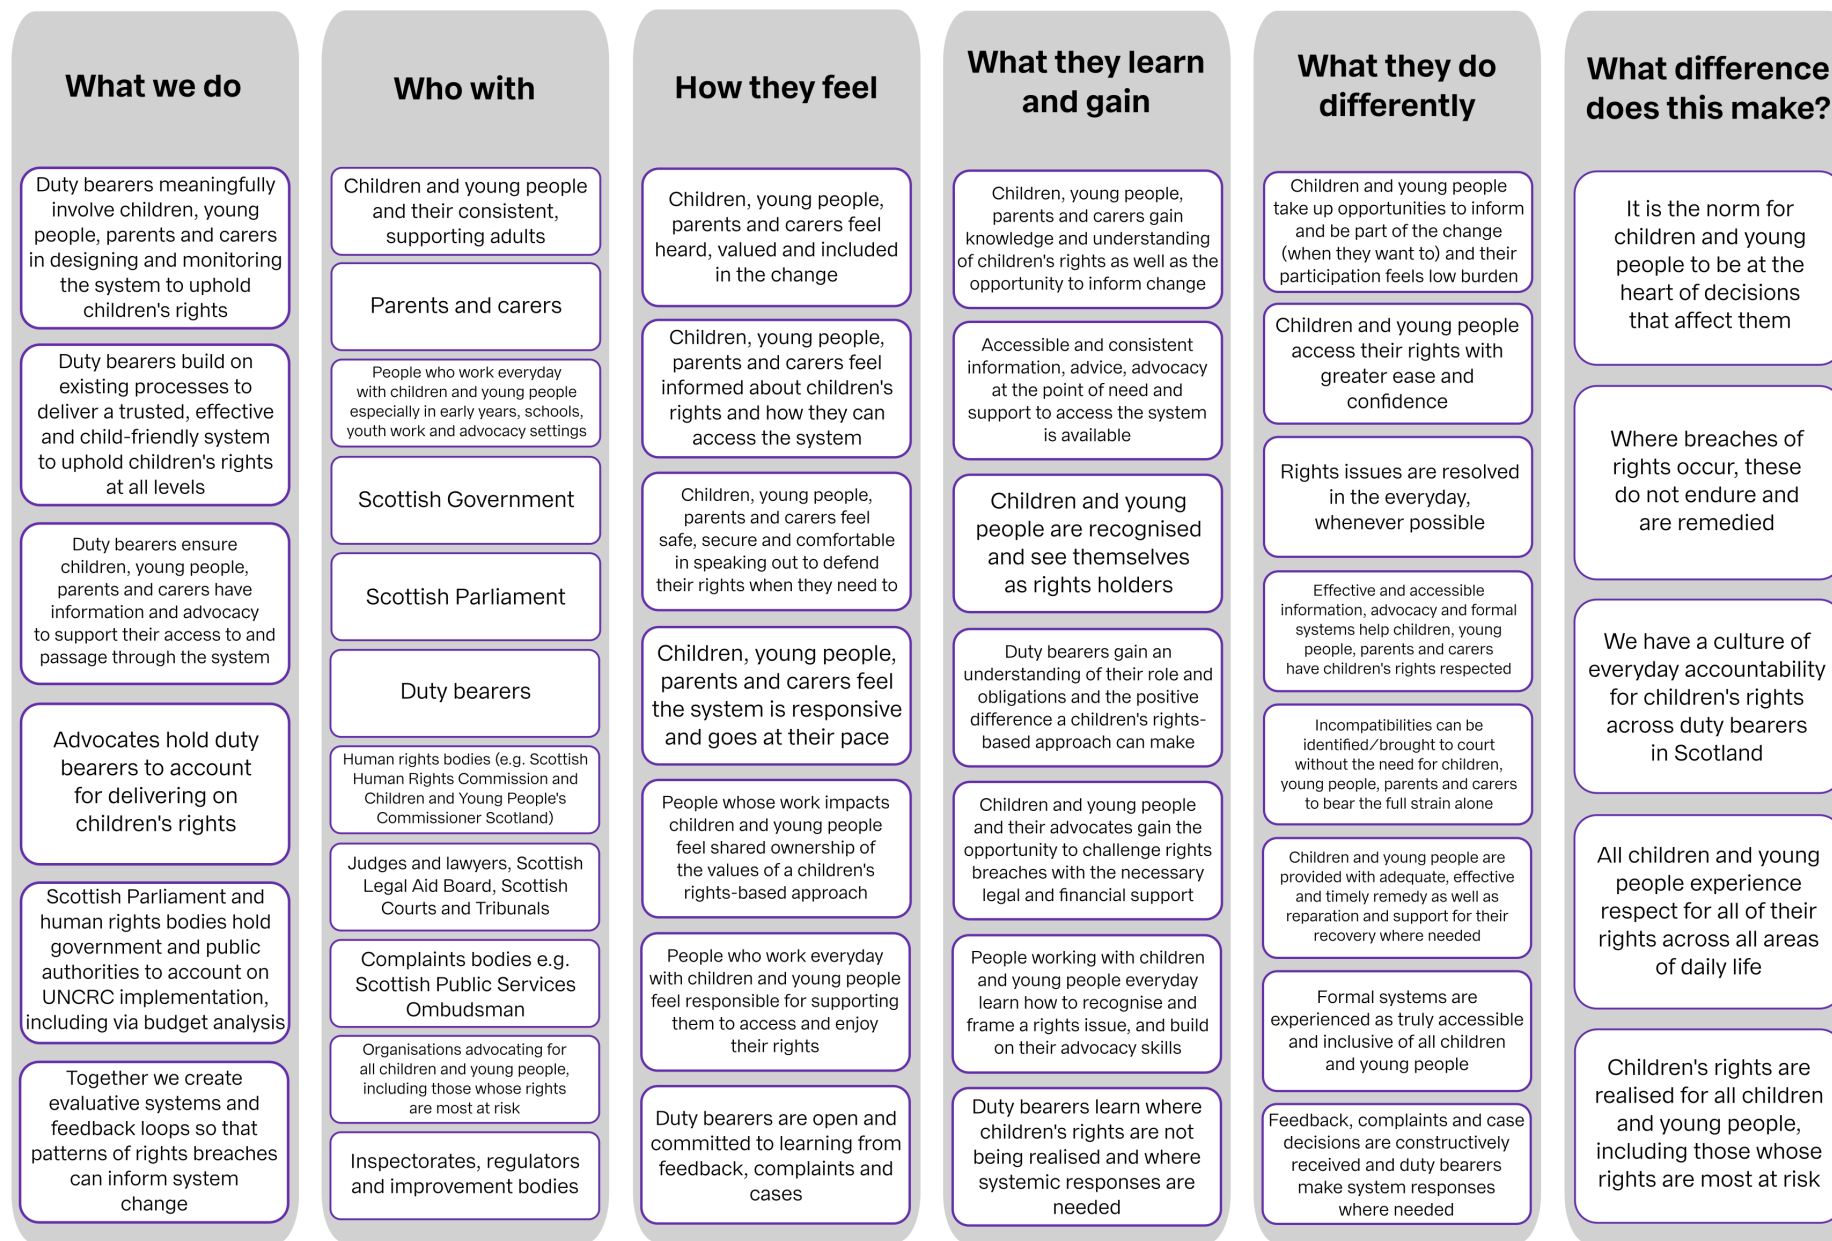 What we do
Duty bearers meaningfully
involve children, young
people, parents and carers
in designing and monitoring
the system to uphold
children's rights
Duty bearers build on
existing processes to
deliver a trusted, effective
and child-friendly system
to uphold children's rights
at all levels
Duty bearers ensure
children, young people,
parents and carers have
information and advocacy
to support their access to and
passage through the system
Advocates hold duty
bearers to account
for delivering on
children's rights
Scottish Parliament and
human rights bodies hold
government and public
authorities to account on
UNCRC implementation,
including via budget analysis
Together we create
evaluative systems and
feedback loops so that
patterns of rights breaches
can inform system
change
Who with
Children and young people
and their consistent,
supporting adults
Parents and carers
People who work everyday
with children and young people
especially in early years, schools,
youth work and advocacy settings
Scottish Government
Scottish Parliament
Duty bearers
Human rights bodies (e.g. Scottish
Human Rights Commission and
Children and Young People's
Commissioner Scotland)
Judges and lawyers, Scottish
Legal Aid Board, Scottish
Courts and Tribunals
Complaints bodies e.g.
Scottish Public Services
Ombudsman
Organisations advocating for
all children and young people,
including those whose rights
are most at risk
Inspectorates, regulators
and improvement bodies
How they feel
Children, young people,
parents and carers feel
heard, valued and included
in the change
Children, young people,
parents and carers feel
informed about children's
rights and how they can
access the system
Children, young people,
parents and carers feel
safe, secure and comfortable
in speaking out to defend
their rights when they need to
Children, young people,
parents and carers feel
the system is responsive
and goes at their pace
People whose work impacts
children and young people
feel shared ownership of
the values of a children's
rights-based approach
People who work everyday
with children and young people
feel responsible for supporting
them to access and enjoy
their rights
Duty bearers are open and
committed to learning from
feedback, complaints and
cases
What they learn
and gain
Children, young people,
parents and carers gain
knowledge and understanding
of children's rights as well as the
opportunity to inform change
Accessible and consistent
information, advice, advocacy
at the point of need and
support to access the system
is available
Children and young
people are recognised
and see themselves
as rights holders
Duty bearers gain an
understanding of their role and
obligations and the positive
difference a children's rights-
based approach can make
Children and young people
and their advocates gain the
opportunity to challenge rights
breaches with the necessary
legal and financial support
People working with children
and young people everyday
learn how to recognise and
frame a rights issue, and build
on their advocacy skills
Duty bearers learn where
children's rights are not
being realised and where
systemic responses are
needed
What they do
differently
Children and young people
take up opportunities to inform
and be part of the change
(when they want to) and their
participation feels low burden
Children and young people
access their rights with
greater ease and
confidence
Rights issues are resolved
in the everyday,
whenever possible
Effective and accessible
information, advocacy and formal
systems help children, young
people, parents and carers
have children's rights respected
Incompatibilities can be
identified/brought to court
without the need for children,
young people, parents and carers
to bear the full strain alone
Children and young people are
provided with adequate, effective
and timely remedy as well as
reparation and support for their
recovery where needed
Formal systems are
experienced as truly accessible
and inclusive of all children
and young people
Feedback, complaints and case
decisions are constructively
received and duty bearers
make system responses
where needed
What difference
does this make?
It is the norm for
children and young
people to be at the
heart of decisions
that affect them
Where breaches of
rights occur, these
do not endure and
are remedied
We have a culture of
everyday accountability
for children's rights
across duty bearers
in Scotland
All children and young
people experience
respect for all of their
rights across all areas
of daily life
Children's rights are
realised for all children
and young people,
including those whose
rights are most at risk